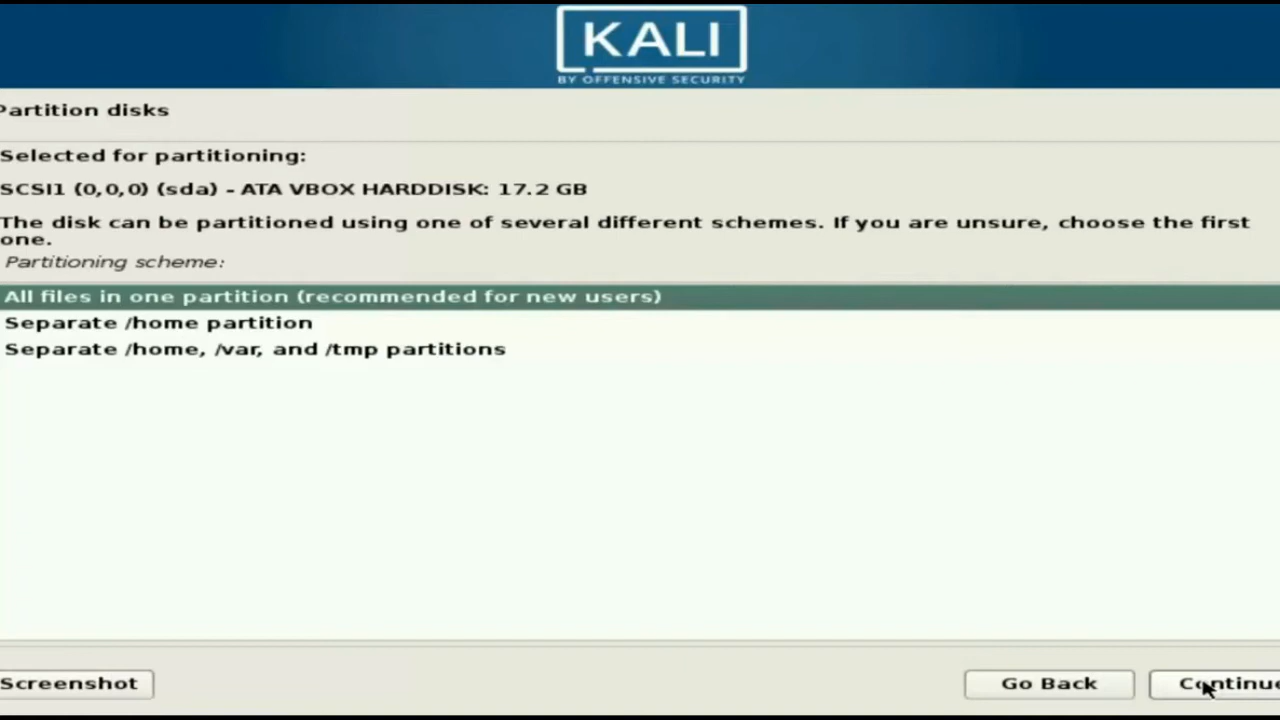 KALI
BY OFFENSIVE SECURITY
Partition disks
Selected for partitioning:
SCSI1 (0,0,0) (sda) - ATA VBOX HARDDISK: 17.2 GB
The disk can be partitioned using one of several different schemes. If you are unsure, choose the first
one.
Partitioning scheme:
All files in one partition (recommended for new users)
Separate /home partition
Separate /home, /var, and /tmp partitions
Screenshot
Go Back
Continue